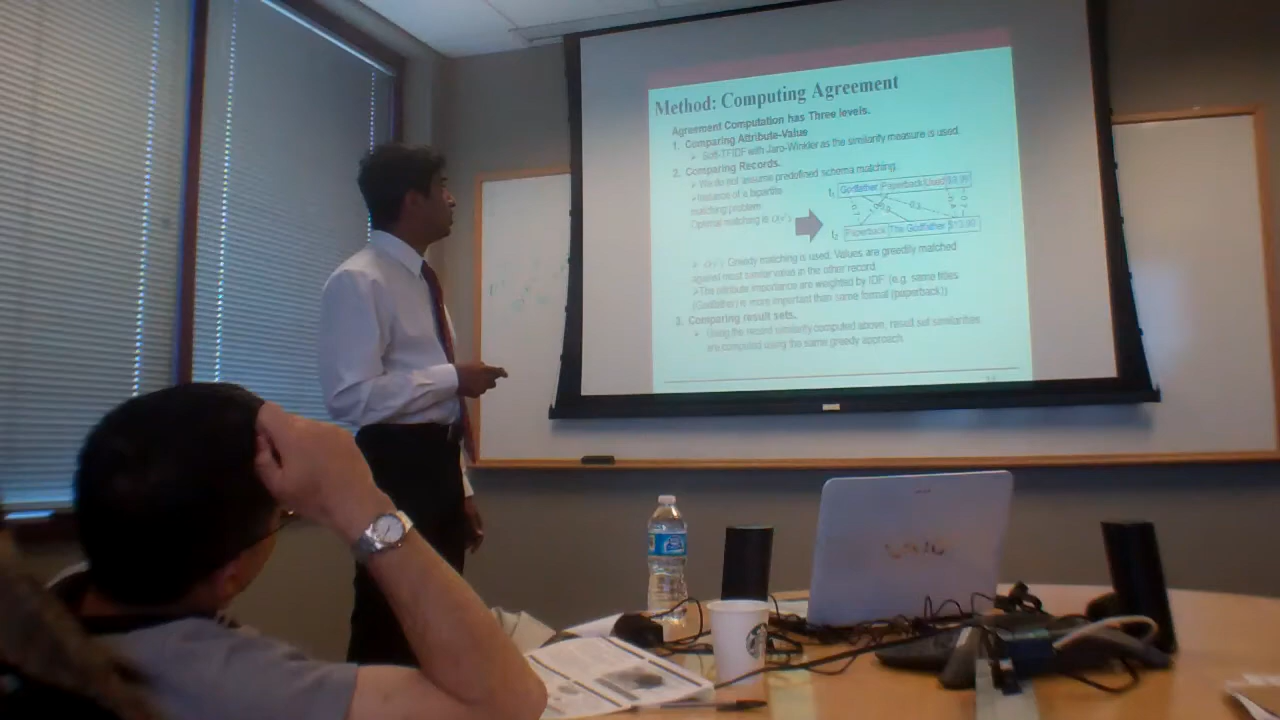 Method: Computing Agreement
Agreement Computation has Three levels.
1. Comparing Attribute-Value
➢ Soft-TFIDF with Jaro-Winkler as the similarity measure is used.
2. Comparing Records.
➢ We do not assume predefined schema matching.
➢ Instance of a bipartite
matching problem
Optimal matching is
t₁ Godfather Paperback Used
t₂ Paperback The Godfather
➢ Greedy matching is used. Values are greedily matched
against most similar value in the other record
➢ The attribute importance are weighted by IDF. (e.g. same titles
(Godfather) is more important than same format (paperback))
3. Comparing result sets.
➢ Using the record similarity computed above, result set similarities
are computed using the same greedy approach
VAIO